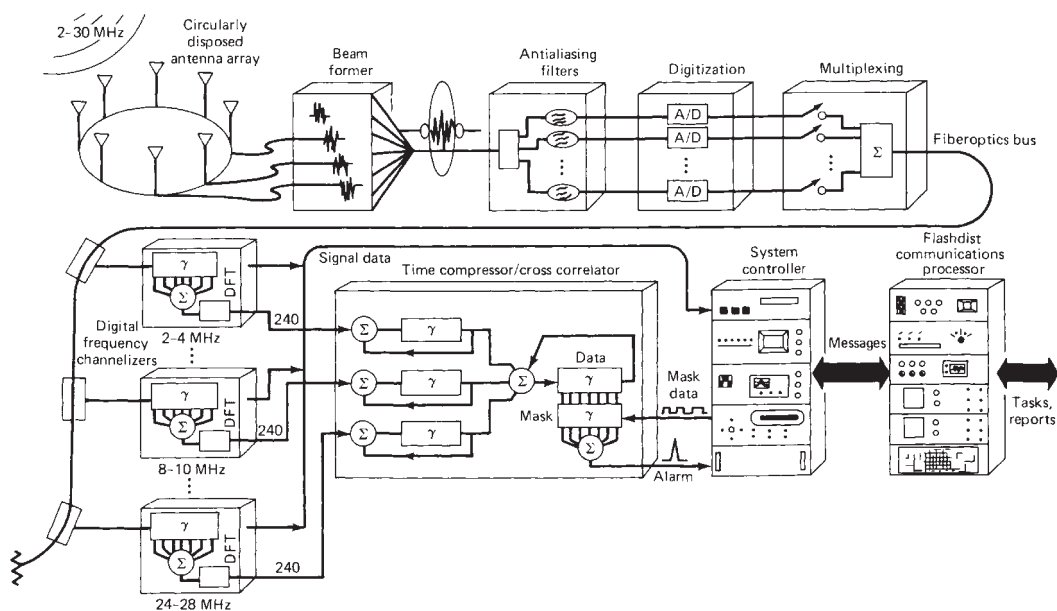 2-30 MHz
Circularly
disposed
antenna array
Beam
former
Antialiasing
filters
Digitization
Multiplexing
A/D
A/D
A/D
Σ
Fiberoptics bus
γ
Σ
DFT
2-4 MHz
240
Digital
frequency
channelizers
γ
Σ
DFT
8-10 MHz
240
γ
Σ
DFT
24-28 MHz
240
Signal data
Time compressor/cross correlator
Σ
γ
Σ
γ
Σ
γ
Σ
Data
γ
Mask
γ
Σ
Mask
data
Alarm
System
controller
Messages
Flashdist
communications
processor
Tasks,
reports